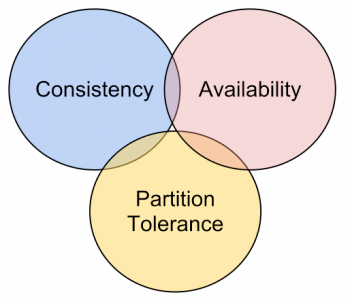 Consistency
Availability
Partition
Tolerance